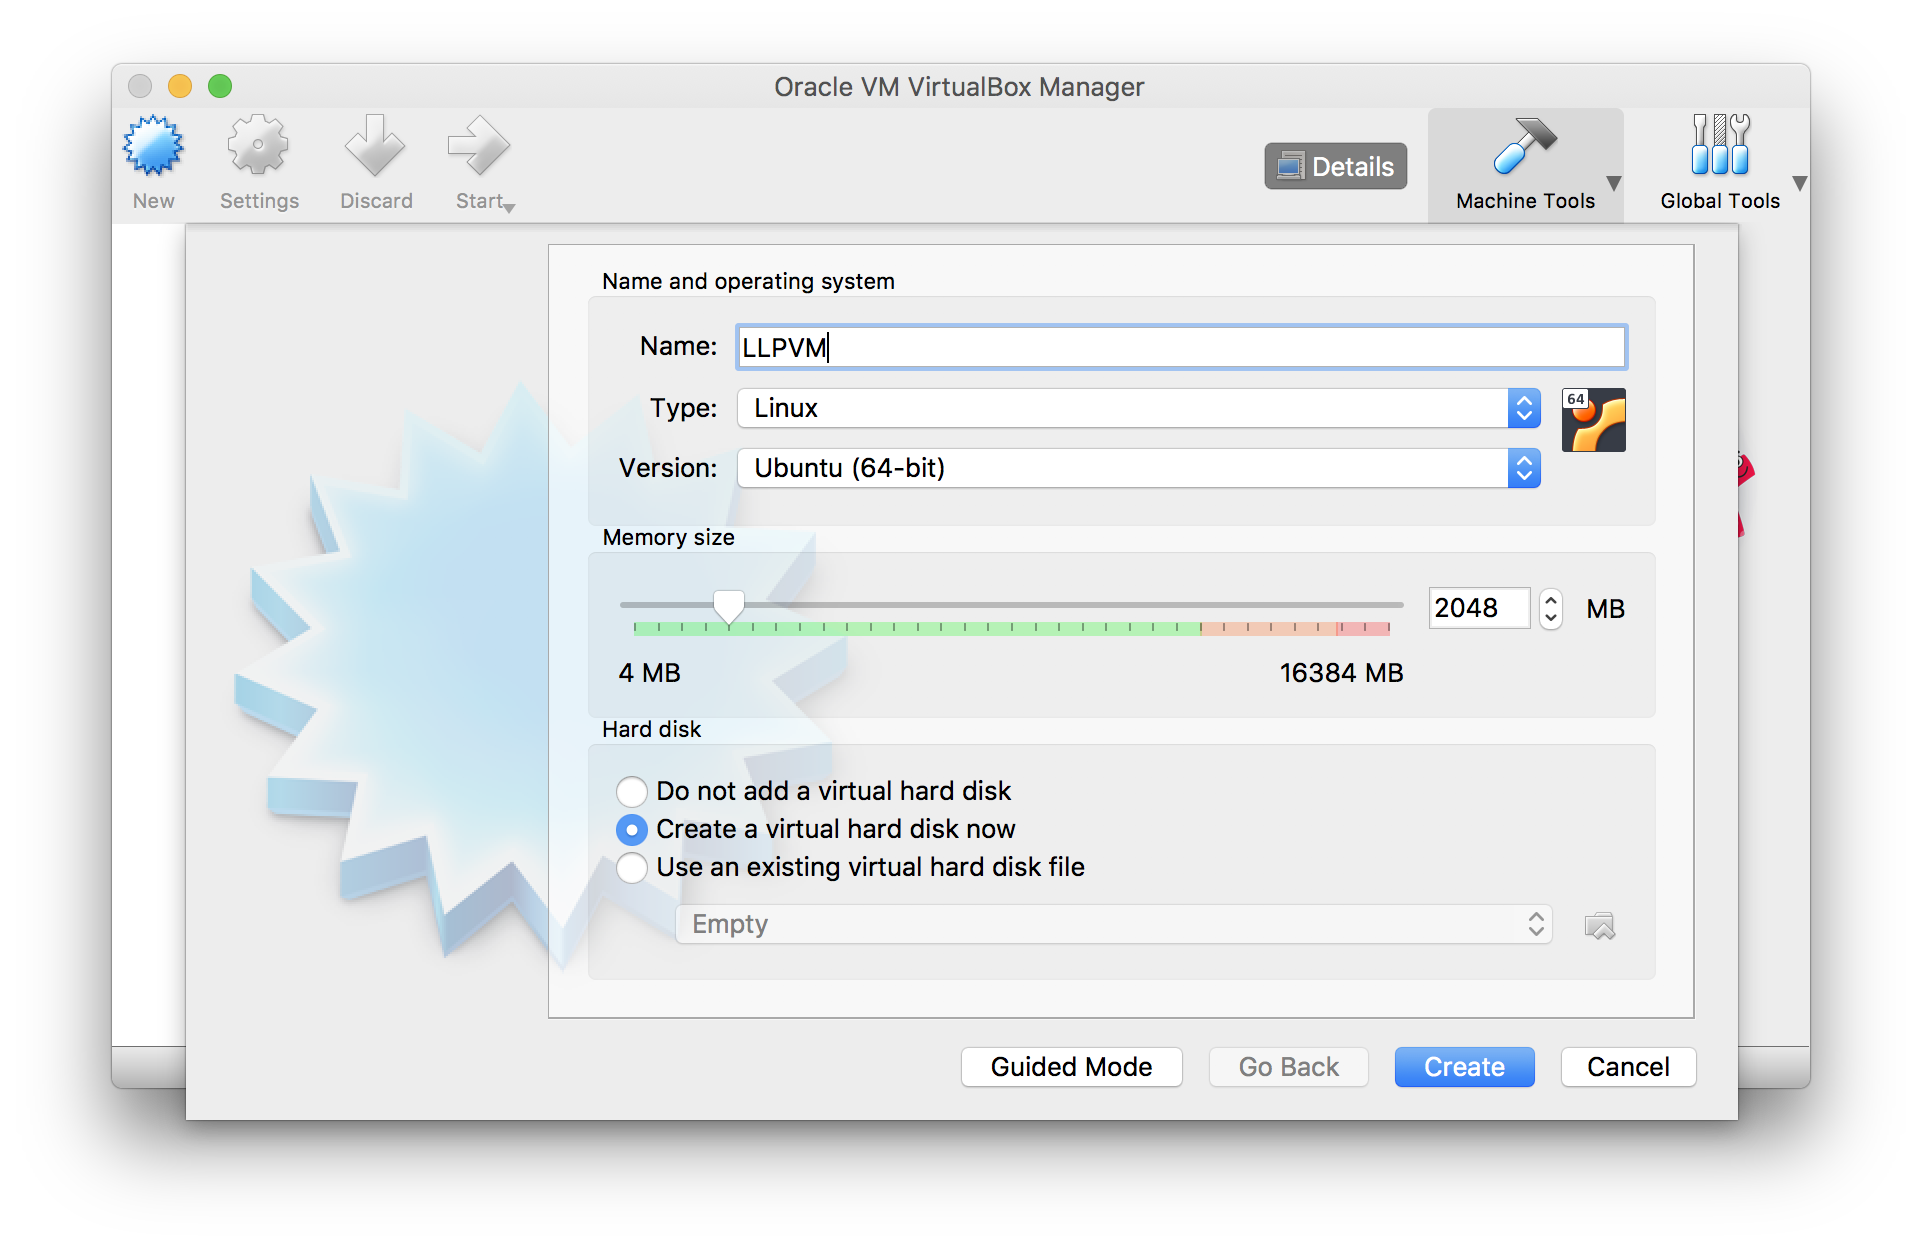 Oracle VM VirtualBox Manager
New
Settings
Discard
Start
Details
Machine Tools
Global Tools
Name and operating system
Name: LLPVM
Type: Linux
64
Version: Ubuntu (64-bit)
Memory size
2048 MB
4 MB 16384 MB
Hard disk
Do not add a virtual hard disk
Create a virtual hard disk now
Use an existing virtual hard disk file
Empty
Guided Mode Go Back Create Cancel